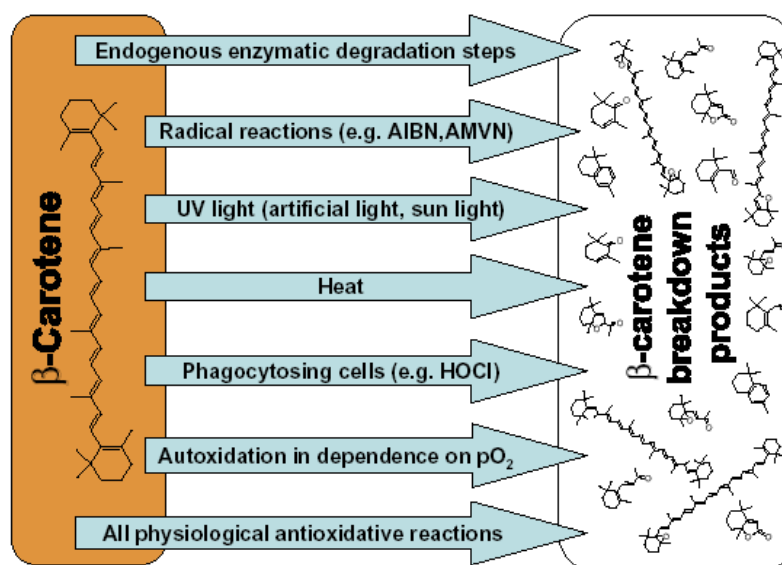 β-Carotene
Endogenous enzymatic degradation steps
Radical reactions (e.g. AIBN,AMVN)
UV light (artificial light, sun light)
Heat
Phagocytosing cells (e.g. HOCl)
Autoxidation in dependence on pO₂
All physiological antioxidative reactions
β-carotene
breakdown
products